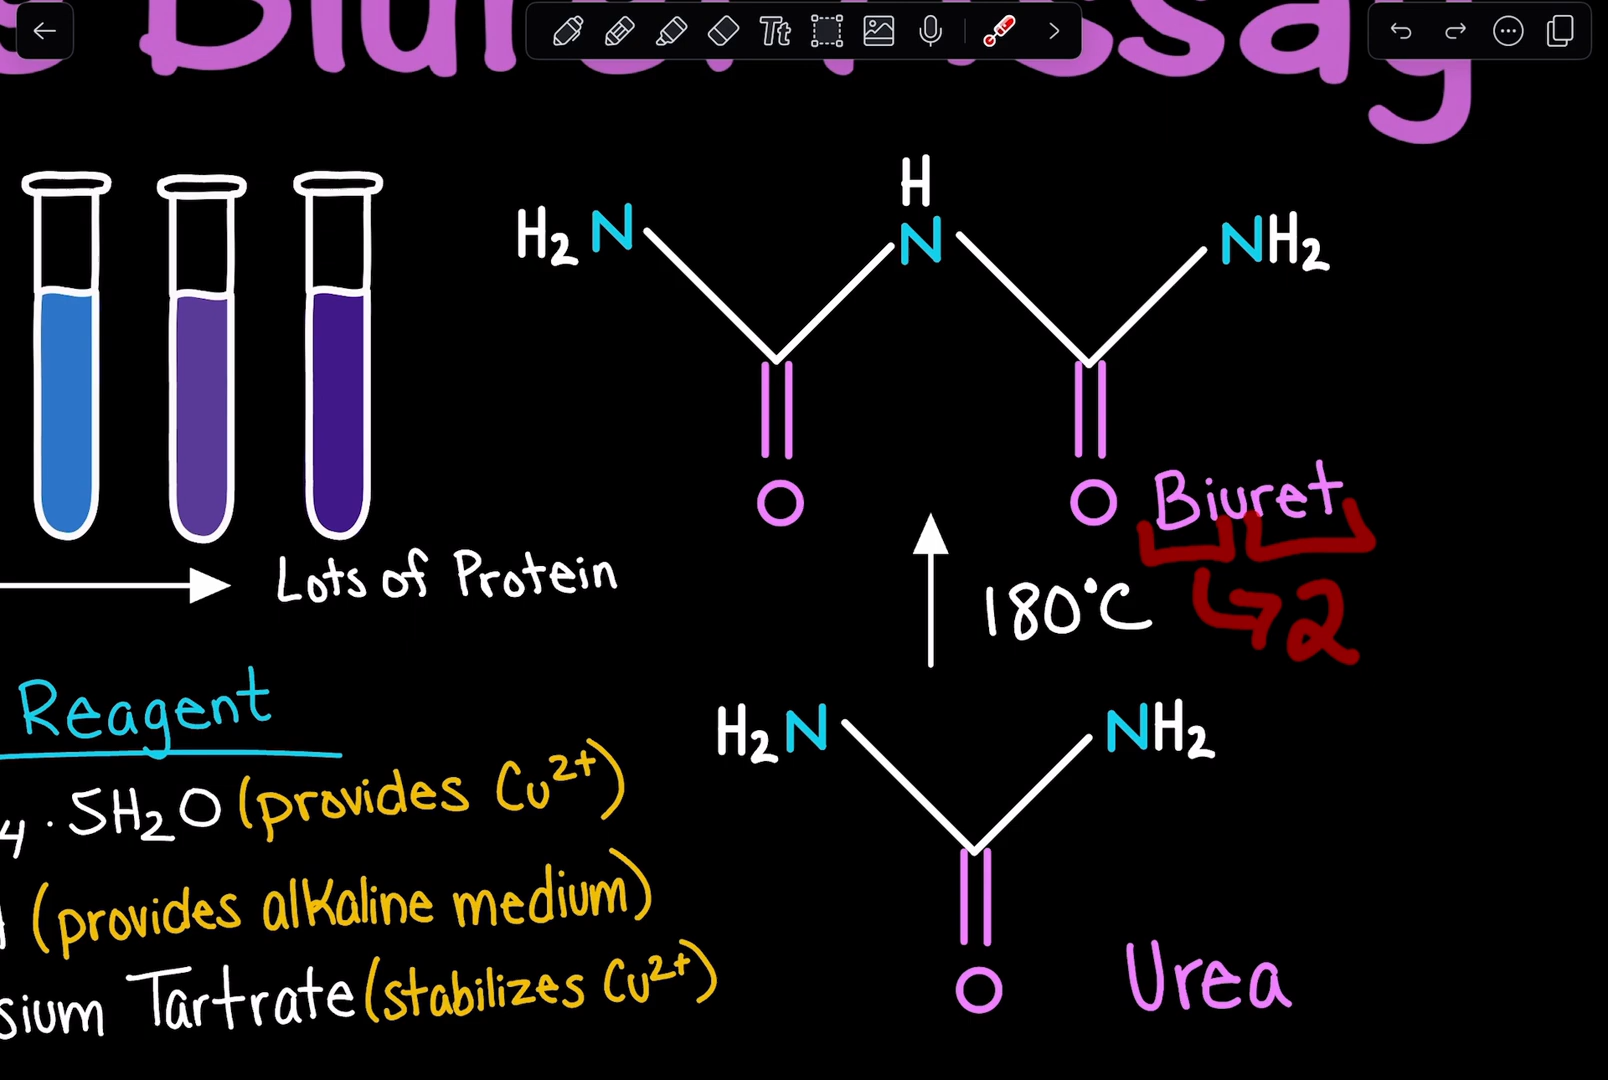 Biuret Assay
H
H₂N N NH₂
O O Biuret
180°C 2
Lots of Protein
Reagent
H₂N NH₂
4 · 5H₂O (provides Cu²⁺)
(provides alkaline medium)
sium Tartrate (stabilizes Cu²⁺)
O Urea